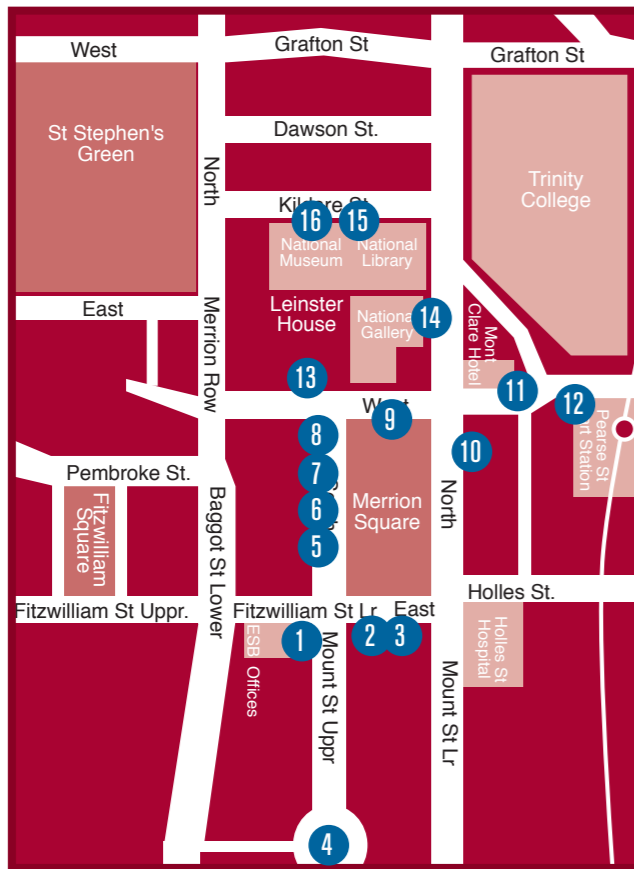 West
Grafton St
Grafton St
St Stephen's
Green
Dawson St.
Trinity
College
North
Kildare St.
16
15
National
Museum
National
Library
East
Merrion Row
Leinster
House
National
Gallery
14
Mont
Clare Hotel
13
11
12
West
9
Pearse St
Station
8
10
7
Pembroke St.
Merrion
Square
North
6
Fitzwilliam
Square
Baggot St Lower
5
Holles St.
Fitzwilliam St Uppr.
Fitzwilliam St Lr
East
1
2
3
ESB Offices
Mount St Uppr
Mount St Lr
Holles St
Hospital
4